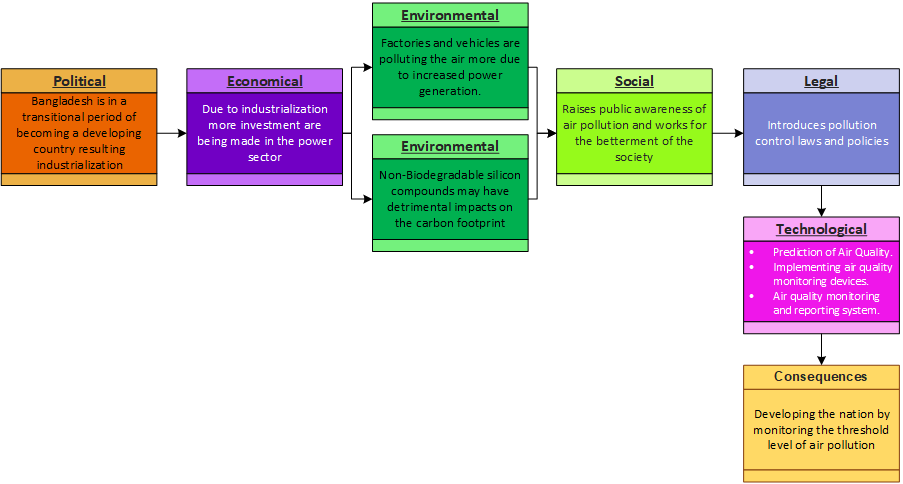 Political
Bangladesh is in a
transitional period of
becoming a developing
country resulting
industrialization
Economical
Due to industrialization
more investment are
being made in the power
sector
Environmental
Factories and vehicles are
polluting the air more due
to increased power
generation.
Environmental
Non-Biodegradable silicon
compounds may have
detrimental impacts on
the carbon footprint
Social
Raises public awareness of
air pollution and works for
the betterment of the
society
Legal
Introduces pollution
control laws and policies
Technological
• Prediction of Air Quality.
• Implementing air quality
monitoring devices.
• Air quality monitoring
and reporting system.
Consequences
Developing the nation by
monitoring the threshold
level of air pollution